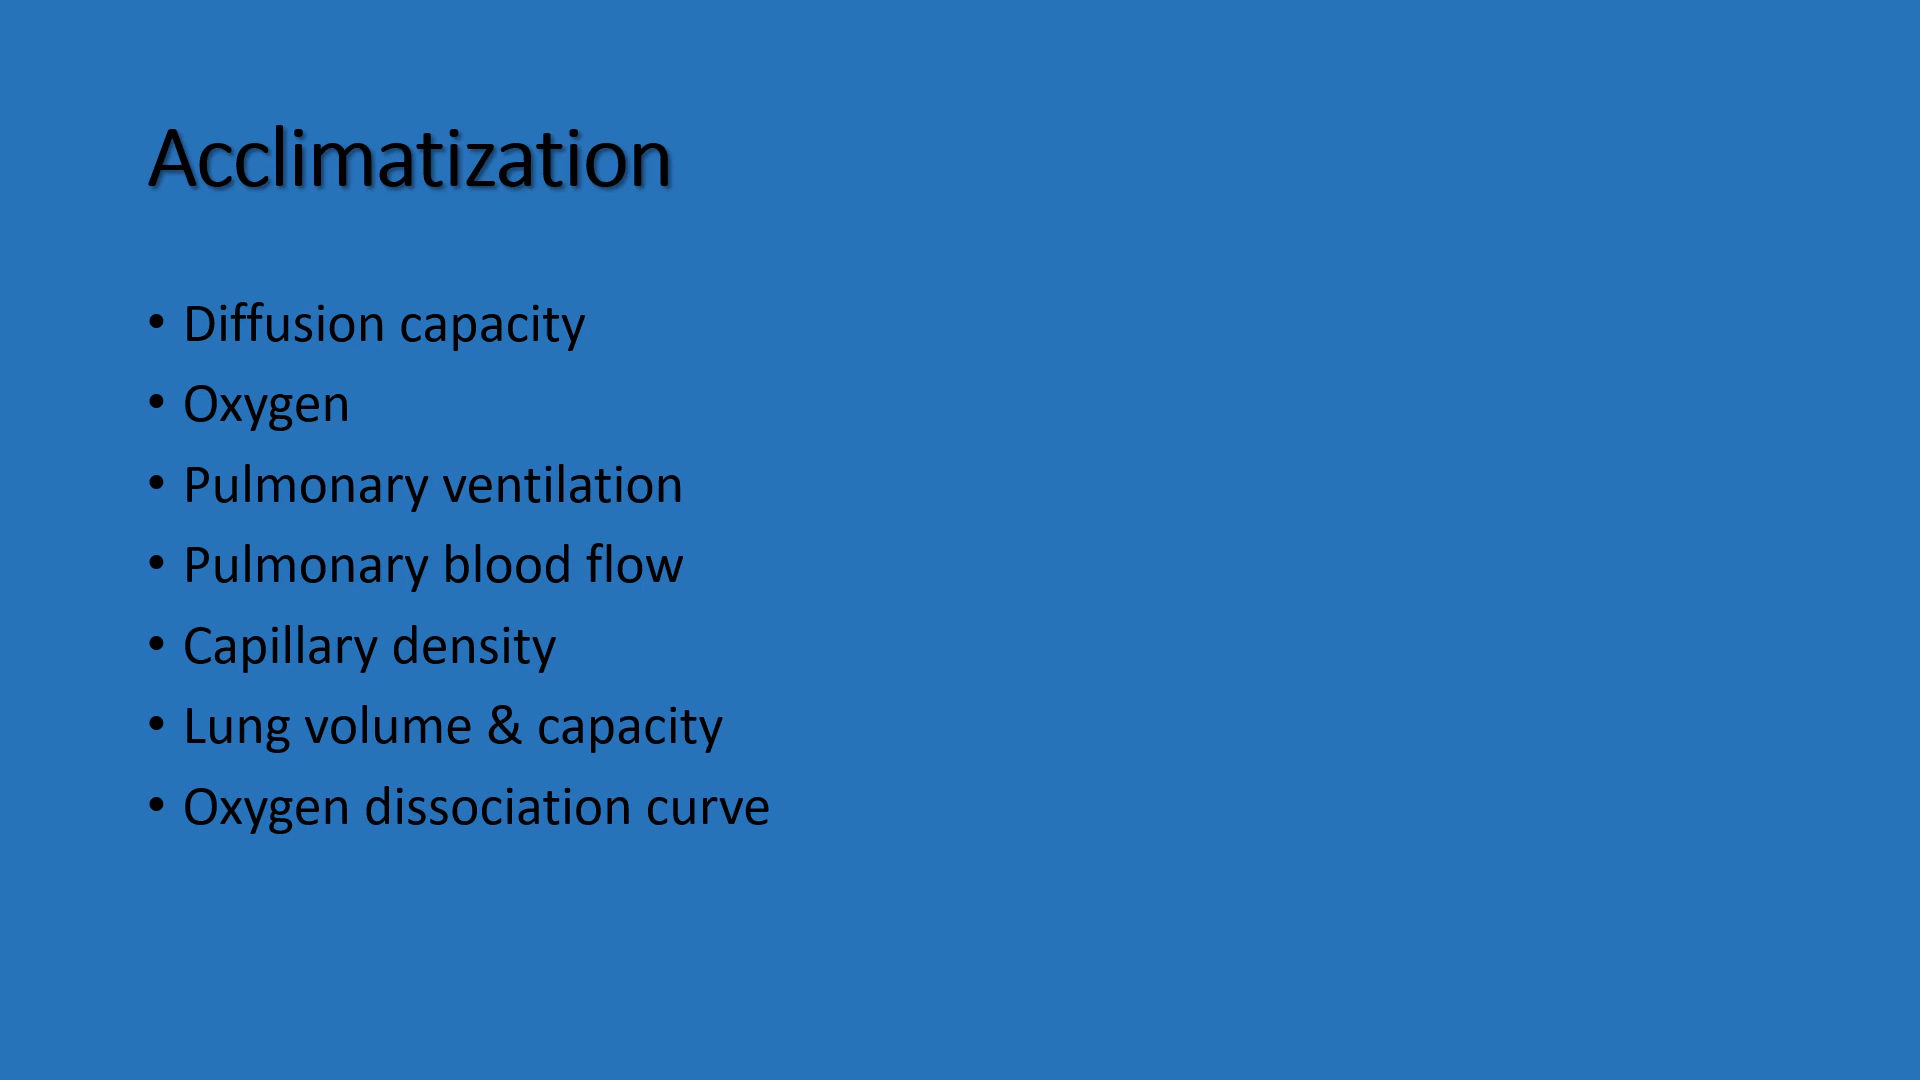 Acclimatization
• Diffusion capacity
• Oxygen
• Pulmonary ventilation
• Pulmonary blood flow
• Capillary density
• Lung volume & capacity
• Oxygen dissociation curve